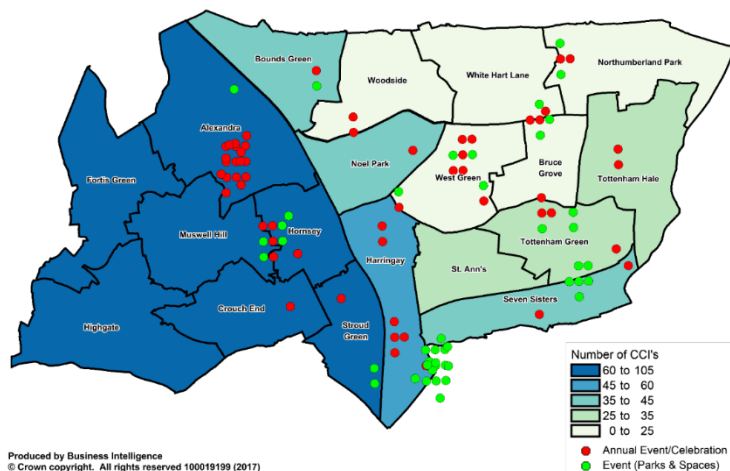 Northumberland Park
Bounds Green
Woodside
White Hart Lane
Alexandra
Noel Park
Bruce
Grove
West Green
Tottenham Hale
Fortis Green
Muswell Hill
Hornsey
Harringay
Tottenham Green
St. Ann's
Seven Sisters
Crouch End
Stroud
Green
Highgate
Number of CCI's
60 to 105
45 to 60
35 to 45
25 to 35
0 to 25
Annual Event/Celebration
Event (Parks & Spaces)
Produced by Business Intelligence
© Crown copyright. All rights reserved 100019199 (2017)